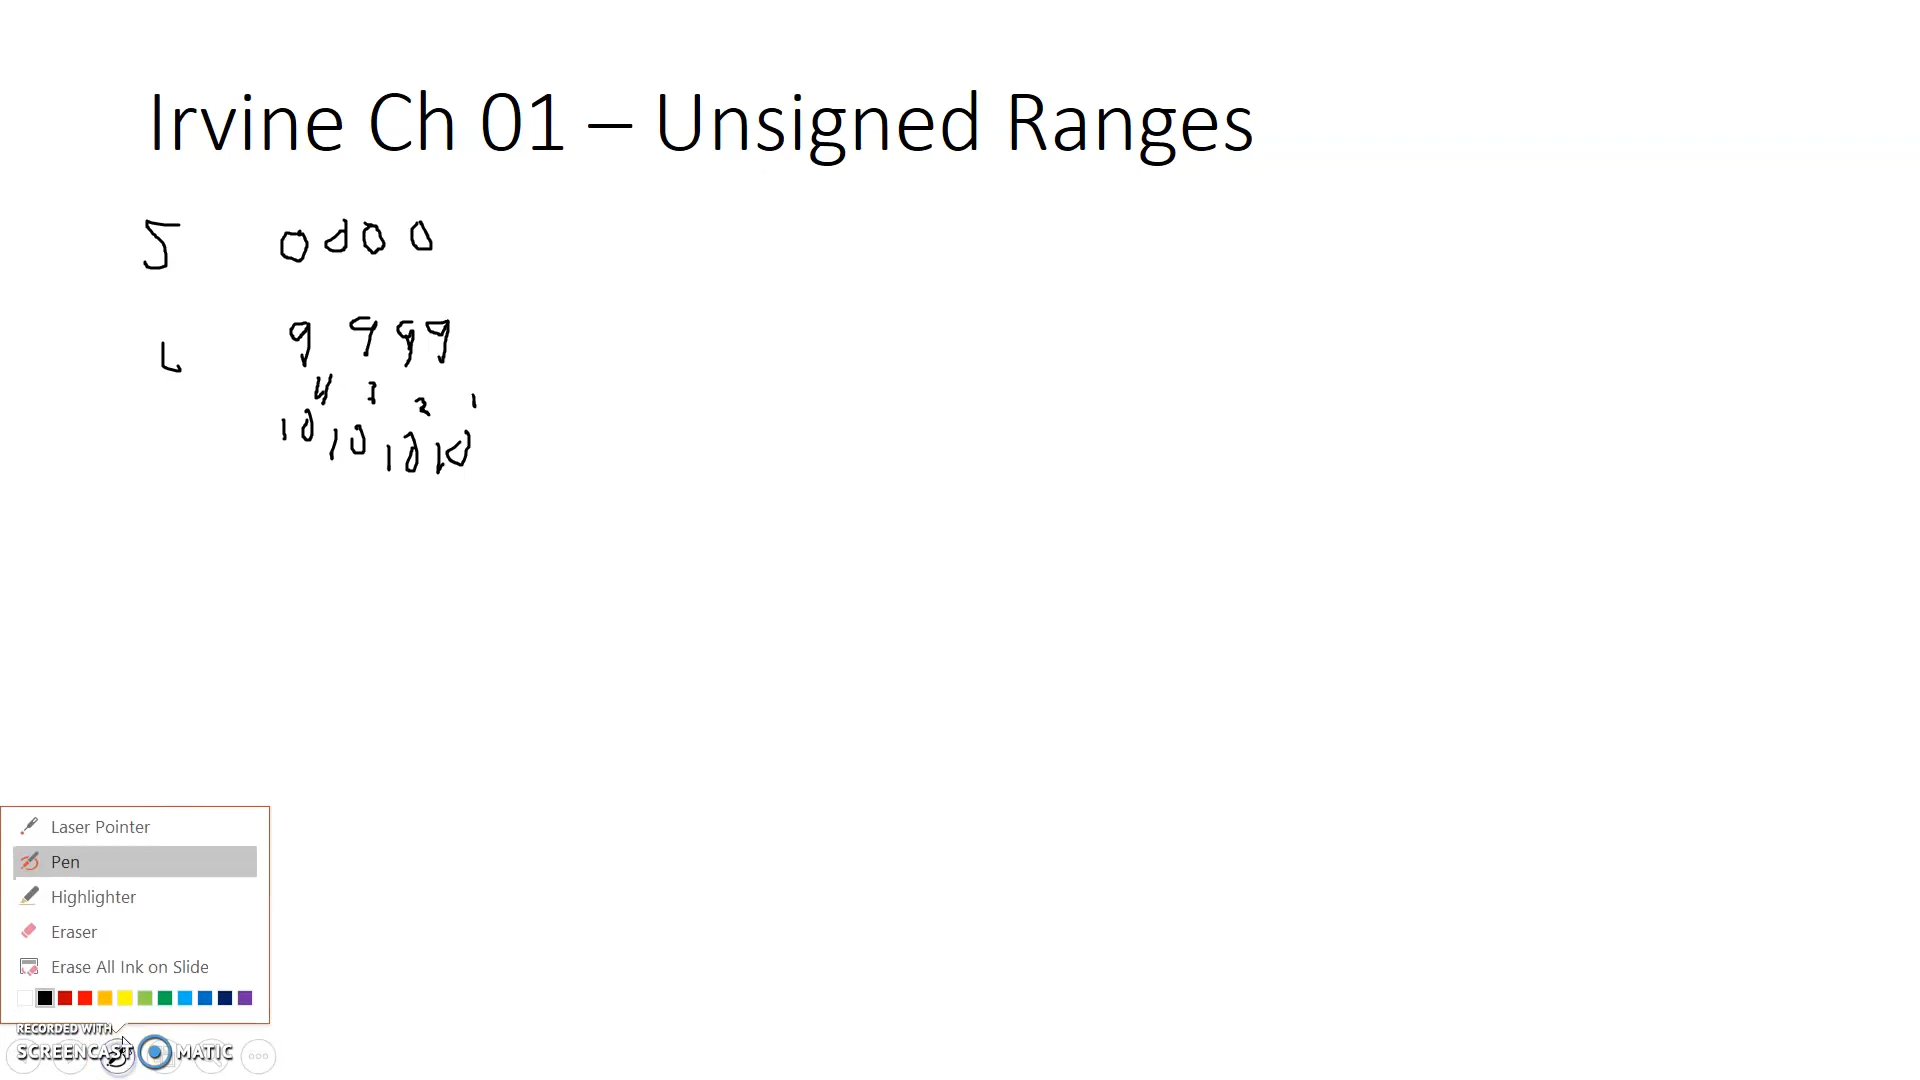 Irvine Ch 01 – Unsigned Ranges
S 0 0 0 0
L 9 9 9 9
4 3 2 1
10 10 10 10
Laser Pointer
Pen
Highlighter
Eraser
Erase All Ink on Slide
RECORDED WITH
SCREENCAST MATIC